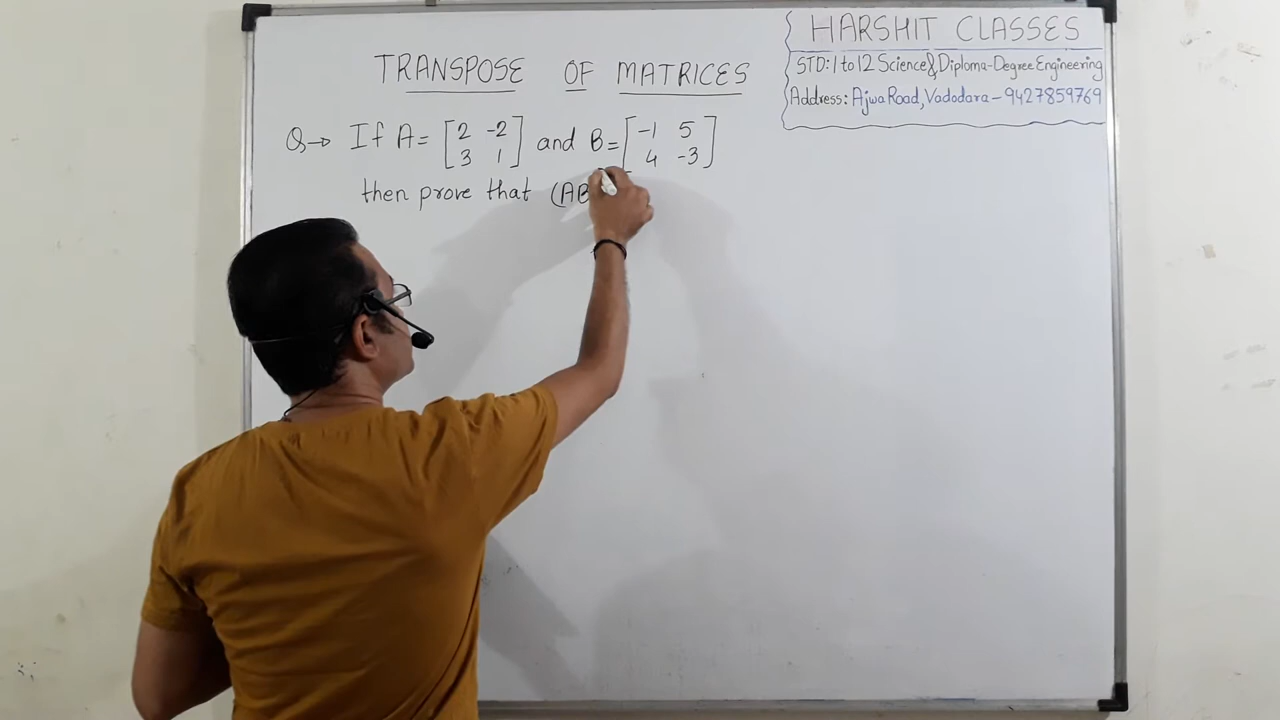 TRANSPOSE OF MATRICES
HARSHIT CLASSES
STD: 1 to 12 Science & Diploma-Degree Engineering
Address: Ajwa Road, Vadodara - 9427859769
Q→ If A = [2 -2
3 1] and B = [-1 5
4 -3]
then prove that (AB